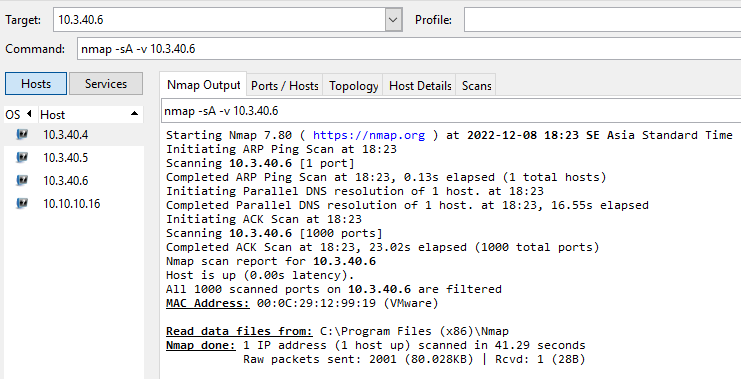 Target: 10.3.40.6 Profile:
Command: nmap -sA -v 10.3.40.6
Hosts Services
OS Host
10.3.40.4
10.3.40.5
10.3.40.6
10.10.10.16
Nmap Output Ports / Hosts Topology Host Details Scans
nmap -sA -v 10.3.40.6
Starting Nmap 7.80 ( https://nmap.org ) at 2022-12-08 18:23 SE Asia Standard Time
Initiating ARP Ping Scan at 18:23
Scanning 10.3.40.6 [1 port]
Completed ARP Ping Scan at 18:23, 0.13s elapsed (1 total hosts)
Initiating Parallel DNS resolution of 1 host. at 18:23
Completed Parallel DNS resolution of 1 host. at 18:23, 16.55s elapsed
Initiating ACK Scan at 18:23
Scanning 10.3.40.6 [1000 ports]
Completed ACK Scan at 18:23, 23.02s elapsed (1000 total ports)
Nmap scan report for 10.3.40.6
Host is up (0.00s latency).
All 1000 scanned ports on 10.3.40.6 are filtered
MAC Address: 00:0C:29:12:99:19 (VMware)
Read data files from: C:\Program Files (x86)\Nmap
Nmap done: 1 IP address (1 host up) scanned in 41.29 seconds
Raw packets sent: 2001 (80.028KB) | Rcvd: 1 (28B)